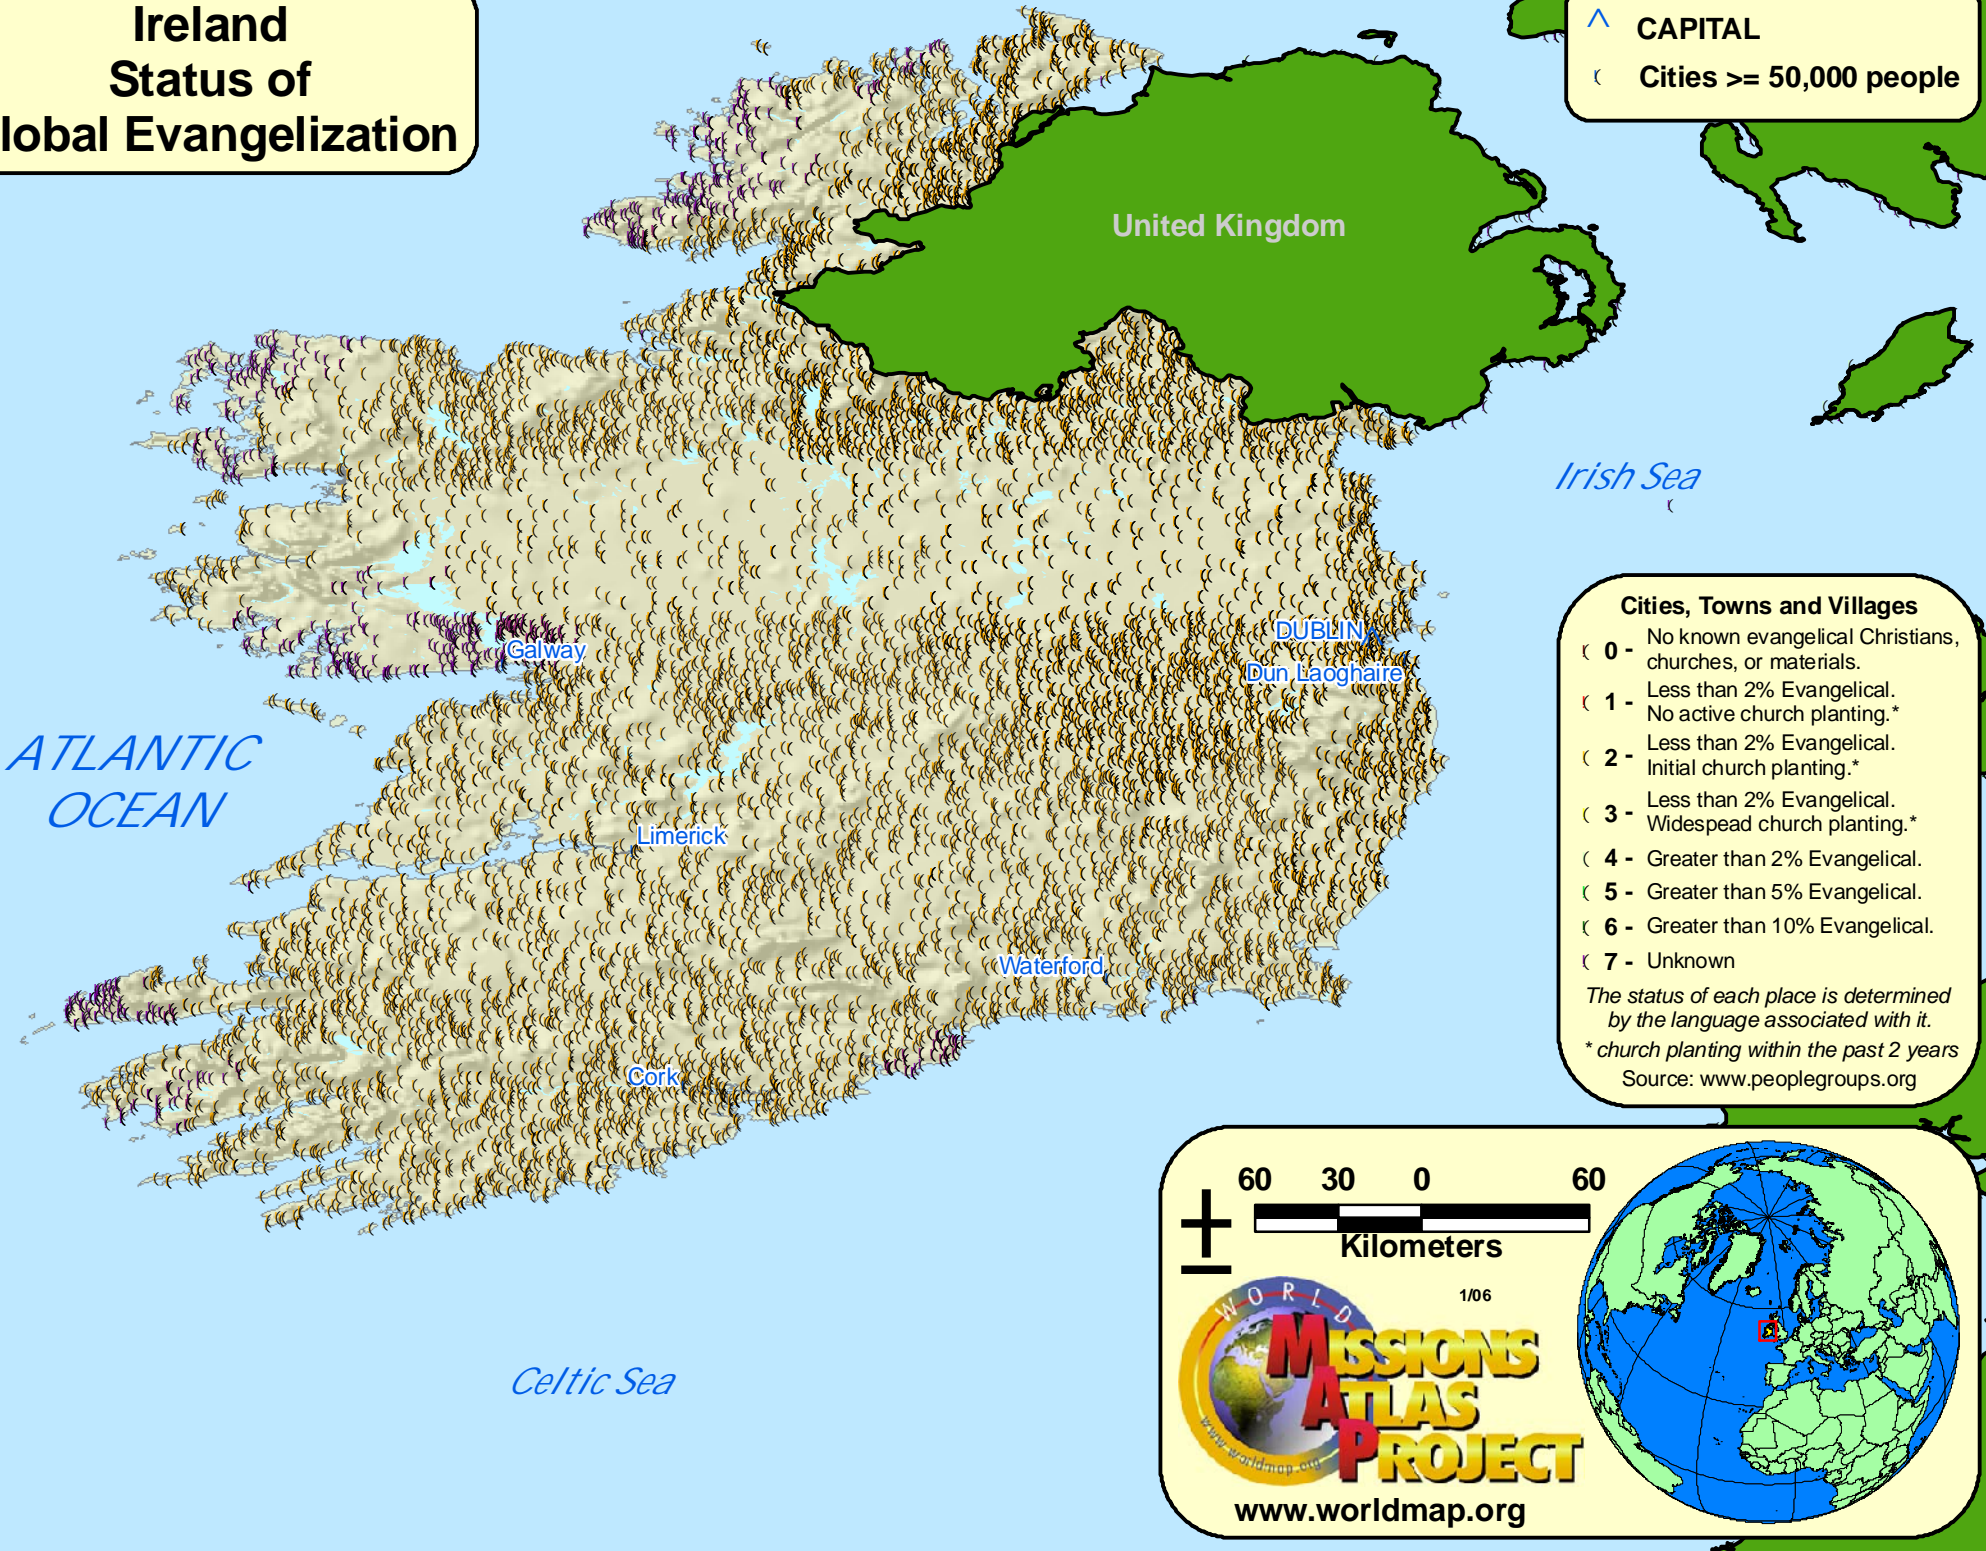 Ireland
Status of
lobal Evangelization
^ CAPITAL
Cities >= 50,000 people
United Kingdom
Irish Sea
Cities, Towns and Villages
0 - No known evangelical Christians,
churches, or materials.
1 - Less than 2% Evangelical.
No active church planting.*
2 - Less than 2% Evangelical.
Initial church planting.*
3 - Less than 2% Evangelical.
Widespead church planting.*
4 - Greater than 2% Evangelical.
5 - Greater than 5% Evangelical.
6 - Greater than 10% Evangelical.
7 - Unknown
The status of each place is determined
by the language associated with it.
* church planting within the past 2 years
Source: www.peoplegroups.org
DUBLIN
Galway
Dun Laoghaire
ATLANTIC
OCEAN
Limerick
Waterford
Cork
Celtic Sea
60 30 0 60
Kilometers
1/06
WORLD
MISSIONS
ATLAS
PROJECT
www.worldmap.org
www.worldmap.org